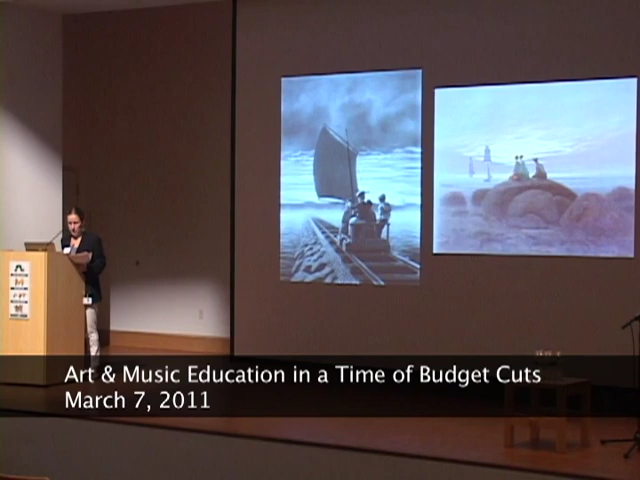 Art & Music Education in a Time of Budget Cuts
March 7, 2011